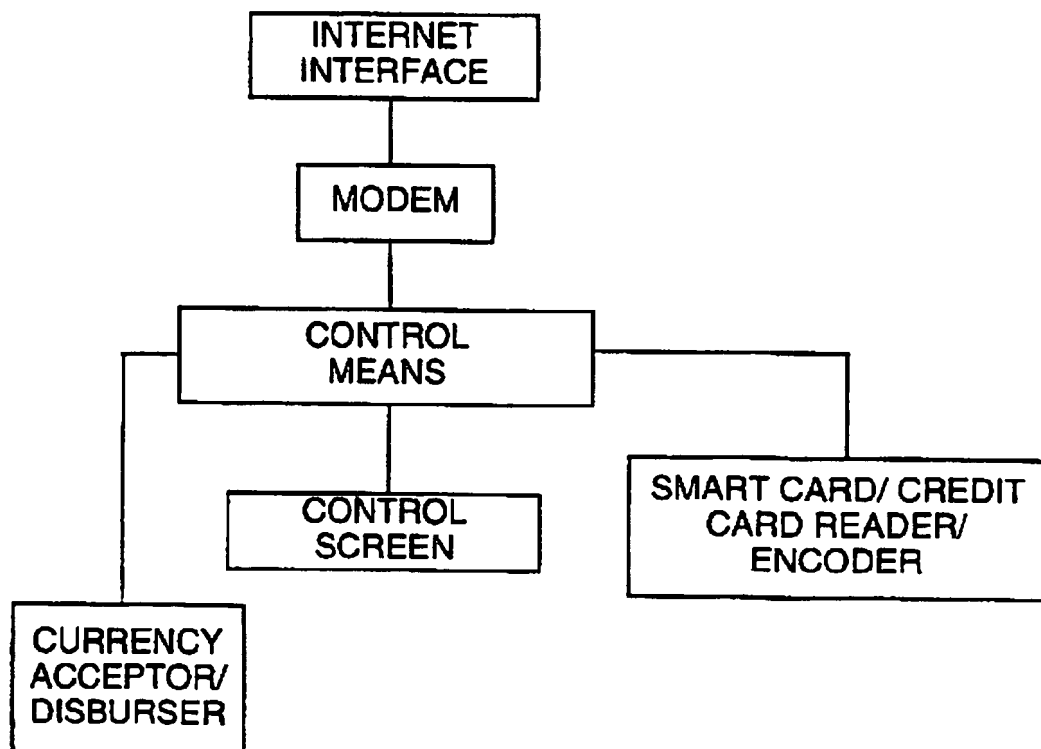 INTERNET
INTERFACE
MODEM
CONTROL
MEANS
CONTROL
SCREEN
SMART CARD/ CREDIT
CARD READER/
ENCODER
CURRENCY
ACCEPTOR/
DISBURSER